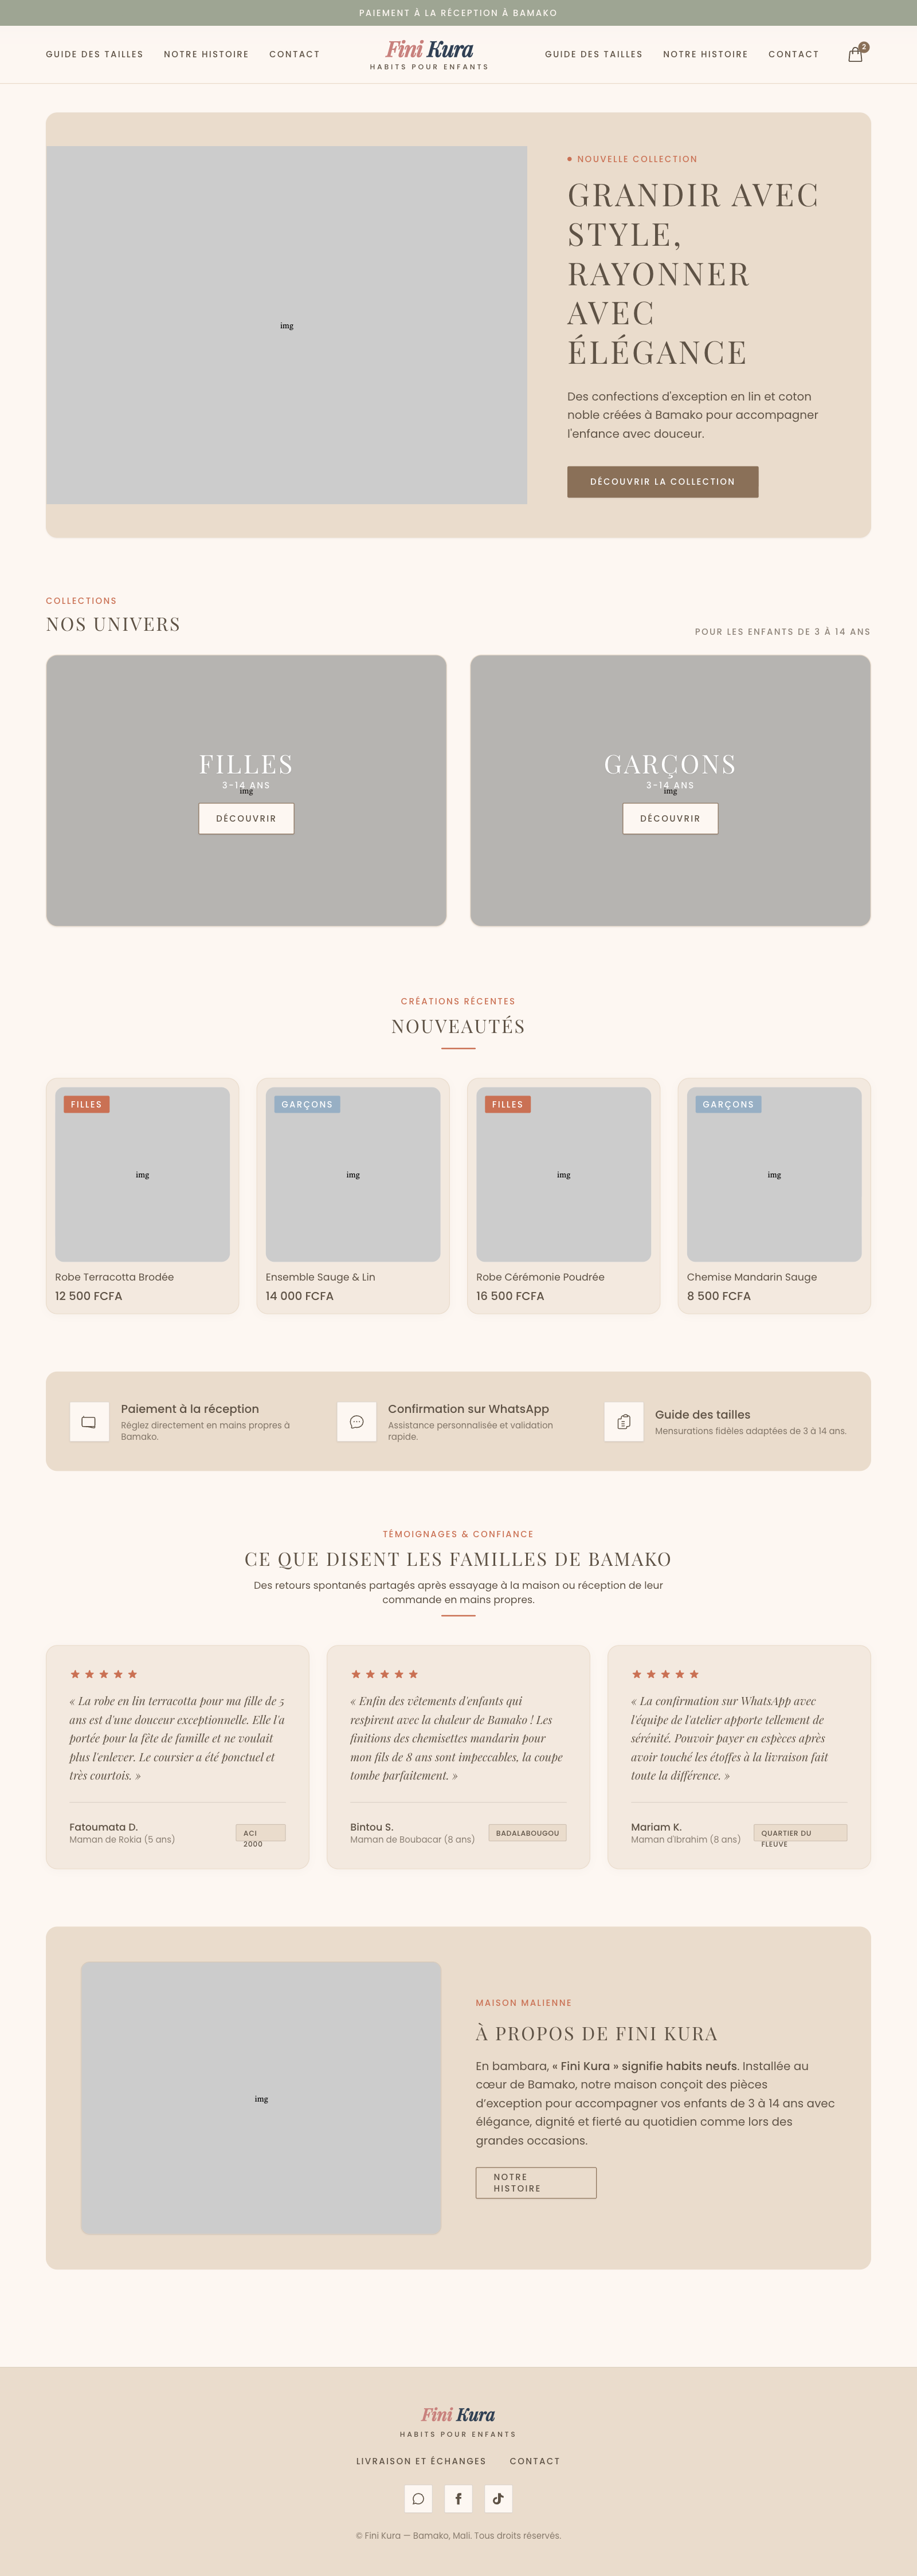 PAIEMENT À LA RÉCEPTION À BAMAKO
GUIDE DES TAILLES NOTRE HISTOIRE CONTACT
Fini Kura
HABITS POUR ENFANTS
GUIDE DES TAILLES NOTRE HISTOIRE CONTACT
2
img
NOUVELLE COLLECTION
GRANDIR AVEC
STYLE,
RAYONNER
AVEC
ÉLÉGANCE
Des confections d'exception en lin et coton
noble créées à Bamako pour accompagner
l'enfance avec douceur.
DÉCOUVRIR LA COLLECTION
COLLECTIONS
NOS UNIVERS
POUR LES ENFANTS DE 3 À 14 ANS
FILLES
3-14 ANS
img
DÉCOUVRIR
GARÇONS
3-14 ANS
img
DÉCOUVRIR
CRÉATIONS RÉCENTES
NOUVEAUTÉS
FILLES
img
Robe Terracotta Brodée
12 500 FCFA
GARÇONS
img
Ensemble Sauge & Lin
14 000 FCFA
FILLES
img
Robe Cérémonie Poudrée
16 500 FCFA
GARÇONS
img
Chemise Mandarin Sauge
8 500 FCFA
Paiement à la réception
Réglez directement en mains propres à
Bamako.
Confirmation sur WhatsApp
Assistance personnalisée et validation
rapide.
Guide des tailles
Mensurations fidèles adaptées de 3 à 14 ans.
TÉMOIGNAGES & CONFIANCE
CE QUE DISENT LES FAMILLES DE BAMAKO
Des retours spontanés partagés après essayage à la maison ou réception de leur
commande en mains propres.
« La robe en lin terracotta pour ma fille de 5
ans est d'une douceur exceptionnelle. Elle l'a
portée pour la fête de famille et ne voulait
plus l'enlever. Le coursier a été ponctuel et
très courtois. »
Fatoumata D.
Maman de Rokia (5 ans)
ACI
2000
« Enfin des vêtements d'enfants qui
respirent avec la chaleur de Bamako ! Les
finitions des chemisettes mandarin pour
mon fils de 8 ans sont impeccables, la coupe
tombe parfaitement. »
Bintou S.
Maman de Boubacar (8 ans)
BADALABOUGOU
« La confirmation sur WhatsApp avec
l'équipe de l'atelier apporte tellement de
sérénité. Pouvoir payer en espèces après
avoir touché les étoffes à la livraison fait
toute la différence. »
Mariam K.
Maman d'Ibrahim (8 ans)
QUARTIER DU
FLEUVE
img
MAISON MALIENNE
À PROPOS DE FINI KURA
En bambara, « Fini Kura » signifie habits neufs. Installée au
cœur de Bamako, notre maison conçoit des pièces
d’exception pour accompagner vos enfants de 3 à 14 ans avec
élégance, dignité et fierté au quotidien comme lors des
grandes occasions.
NOTRE
HISTOIRE
Fini Kura
HABITS POUR ENFANTS
LIVRAISON ET ÉCHANGES CONTACT
© Fini Kura — Bamako, Mali. Tous droits réservés.